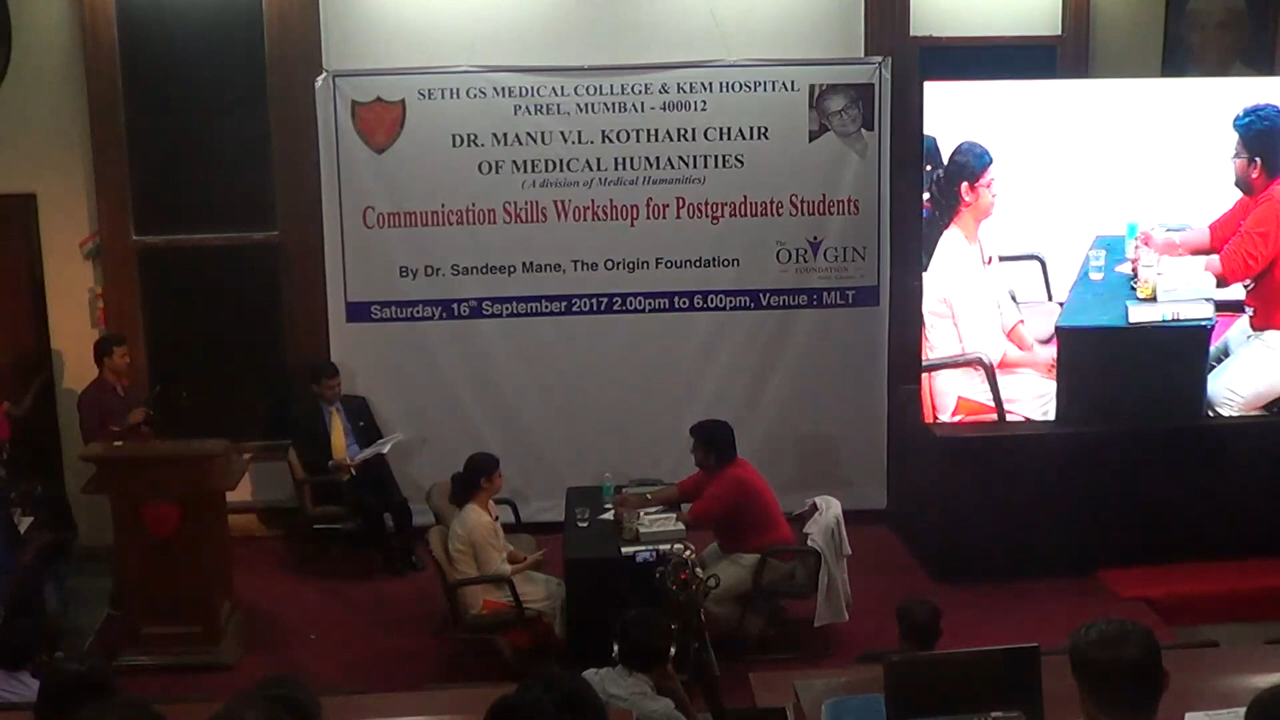 SETH GS MEDICAL COLLEGE & KEM HOSPITAL
PAREL, MUMBAI - 400012
DR. MANU V.L. KOTHARI CHAIR
OF MEDICAL HUMANITIES
(A division of Medical Humanities)
Communication Skills Workshop for Postgraduate Students
By Dr. Sandeep Mane, The Origin Foundation
The
ORIGIN
FOUNDATION
Saturday, 16th September 2017 2.00pm to 6.00pm, Venue : MLT